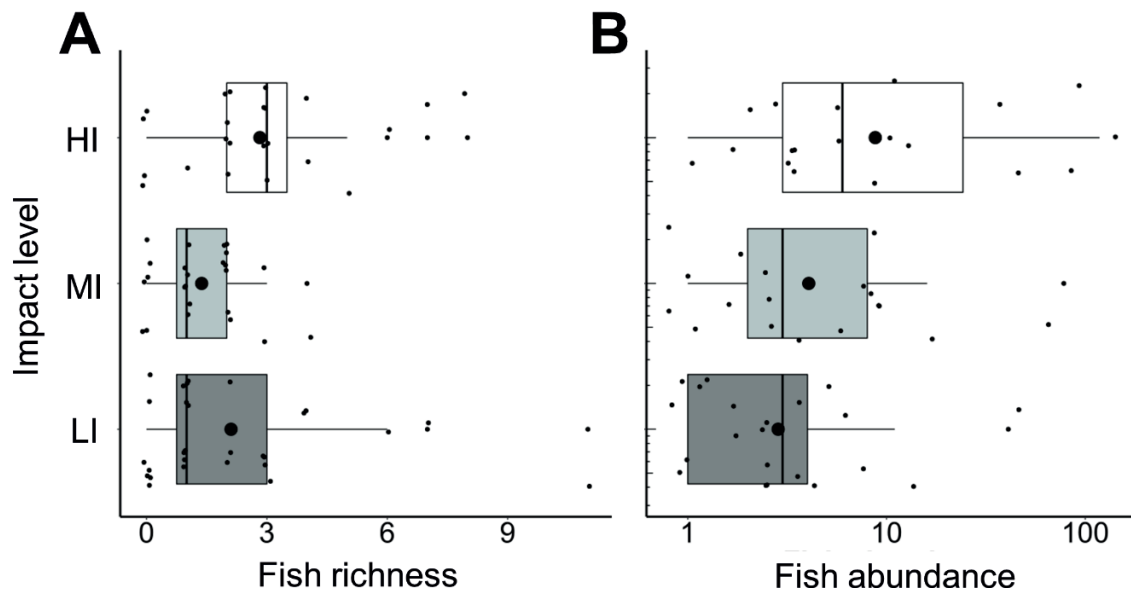 A
B
HI
MI
LI
Impact level
0 3 6 9
1 10 100
Fish richness
Fish abundance